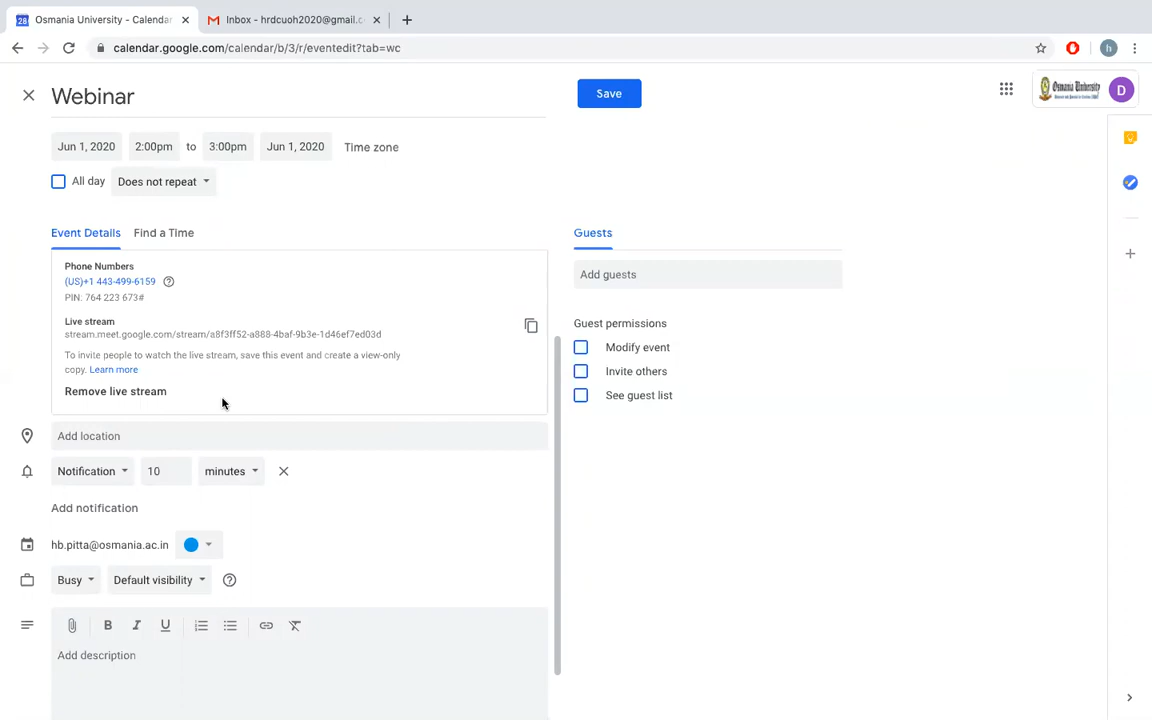 28 Osmania University - Calendar
Inbox - hrdcuoh2020@gmail.c
calendar.google.com/calendar/b/3/r/eventedit?tab=wc
h
Webinar
Save
Osmania University
D
Jun 1, 2020 2:00pm to 3:00pm Jun 1, 2020 Time zone
All day Does not repeat
Event Details Find a Time
Guests
Phone Numbers
(US)+1 443-499-6159
PIN: 764 223 673#
Live stream
stream.meet.google.com/stream/a8f3ff52-a888-4baf-9b3e-1d46ef7ed03d
To invite people to watch the live stream, save this event and create a view-only
copy. Learn more
Remove live stream
Add guests
Guest permissions
Modify event
Invite others
See guest list
Add location
Notification 10 minutes
Add notification
hb.pitta@osmania.ac.in
Busy Default visibility
B I U
Add description